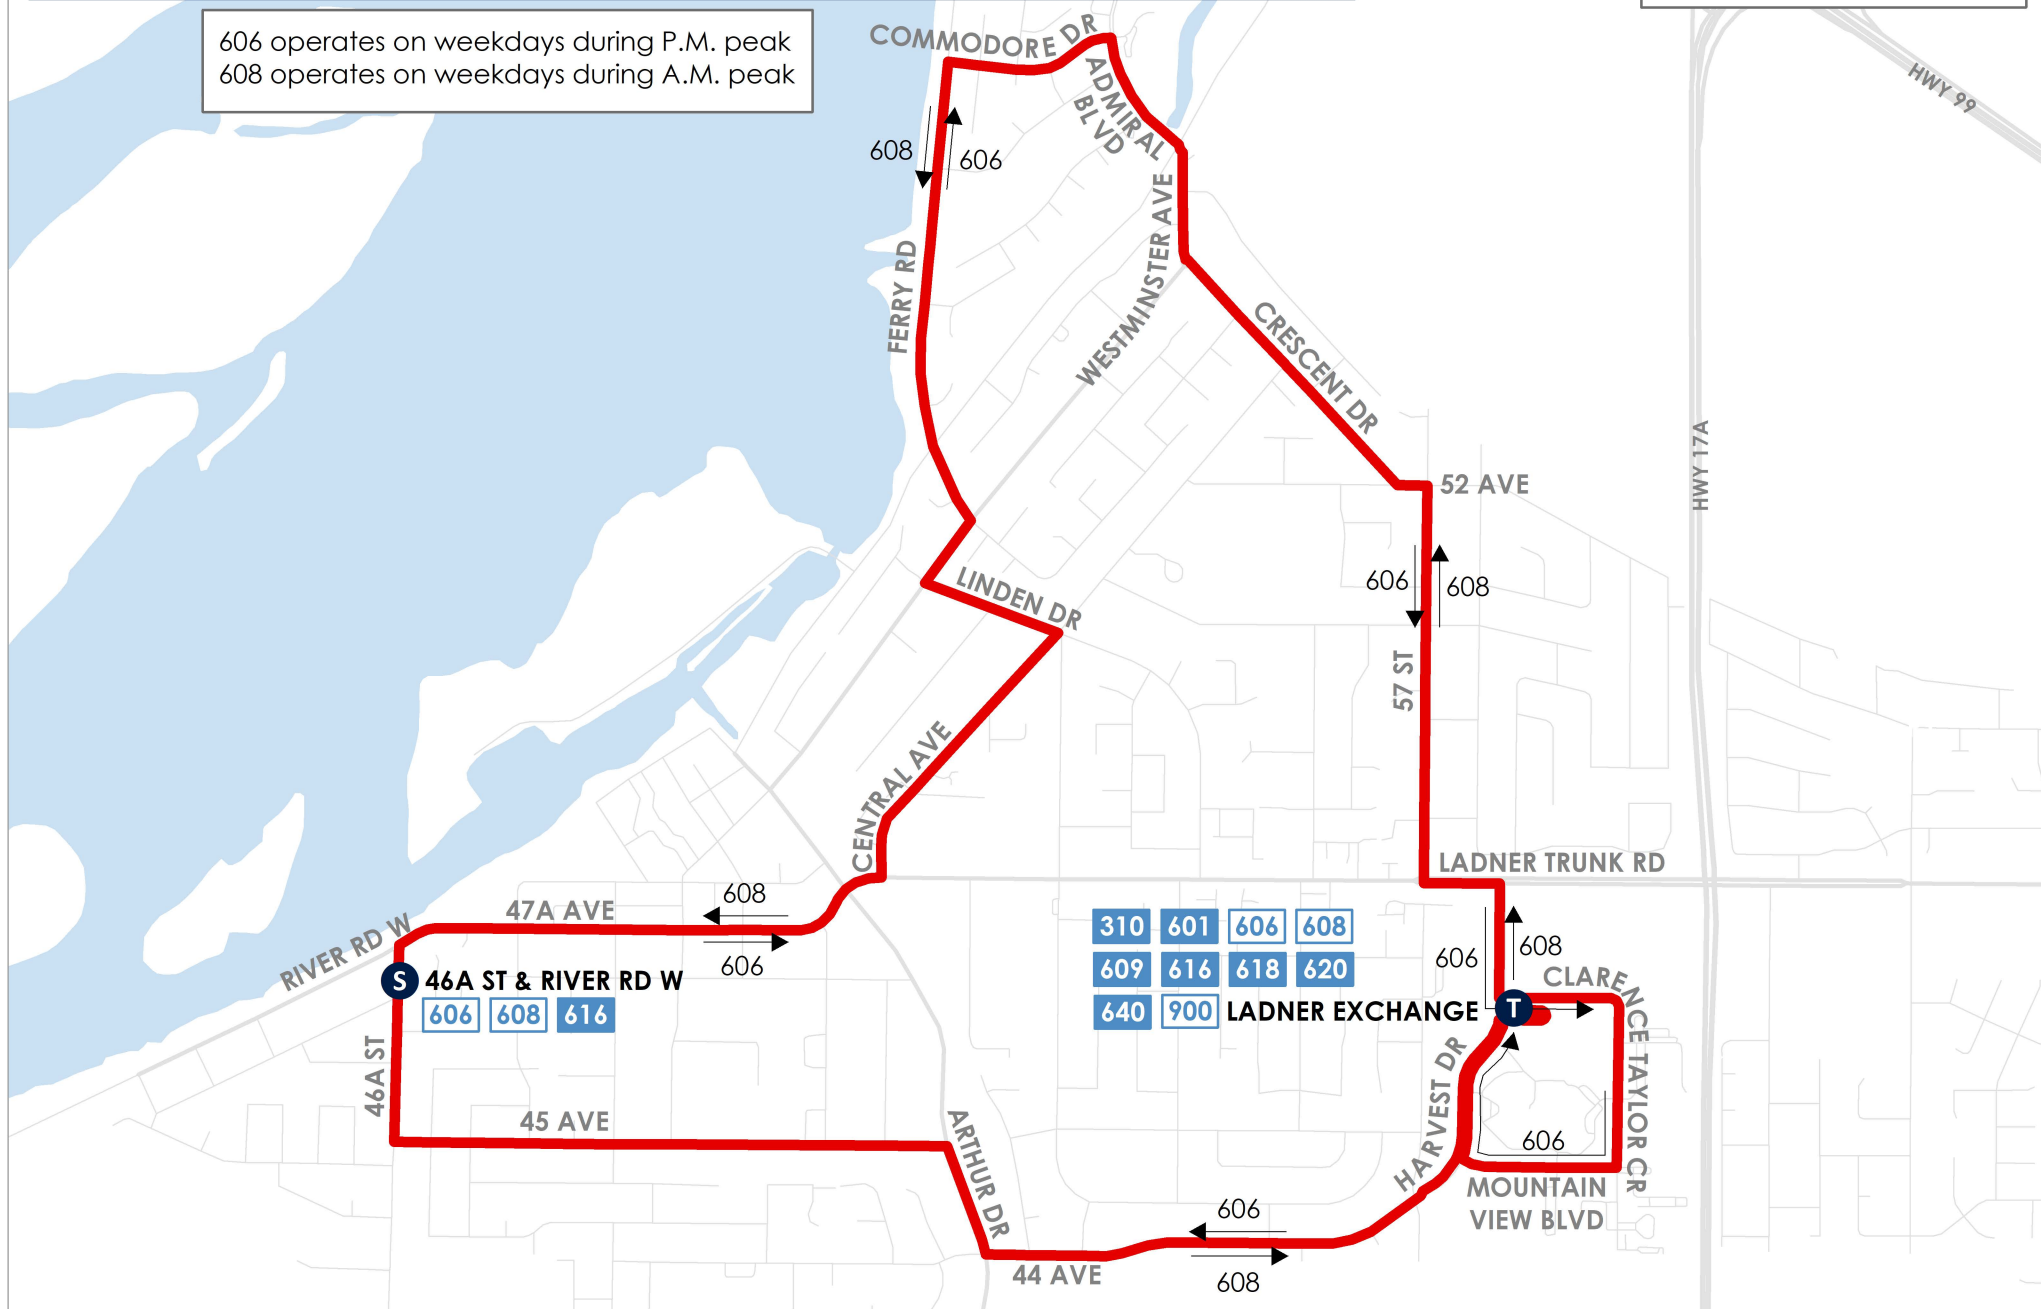 606 operates on weekdays during P.M. peak
608 operates on weekdays during A.M. peak
COMMODORE DR
ADMIRAL
BLVD
HWY 99
608
606
WESTMINSTER AVE
FERRY RD
CRESCENT DR
HWY 17A
52 AVE
LINDEN DR
606
608
57 ST
CENTRAL AVE
LADNER TRUNK RD
608
47A AVE
606
RIVER RD W
310 601 606 608
609 616 618 620
640 900 LADNER EXCHANGE
606
608
T
CLARENCE TAYLOR CR
S 46A ST & RIVER RD W
606 608 616
46A ST
45 AVE
ARTHUR DR
HARVEST DR
606
MOUNTAIN
VIEW BLVD
606
608
44 AVE